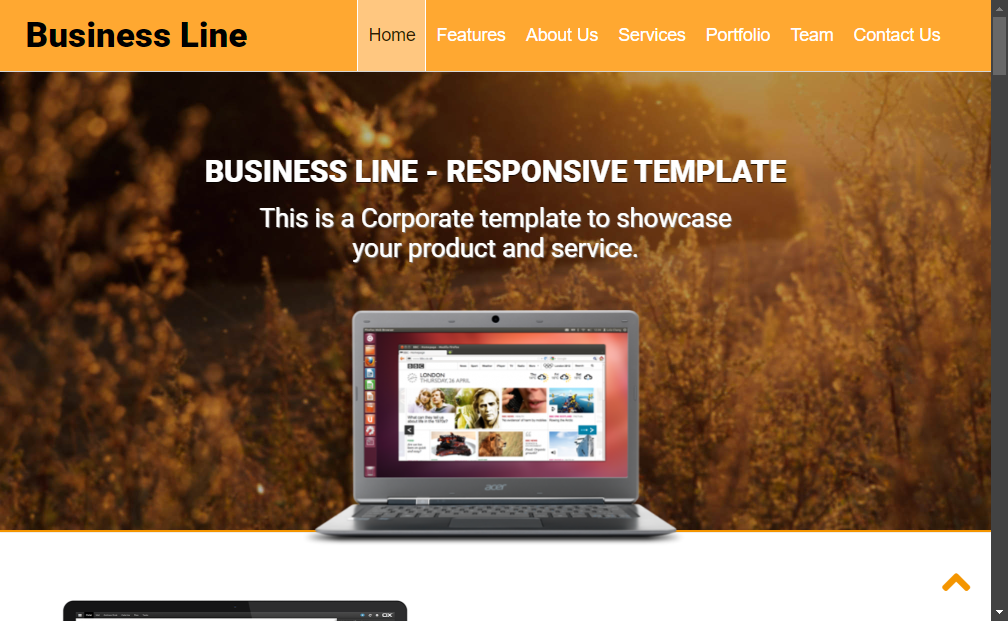 Business Line
Home Features About Us Services Portfolio Team Contact Us
BUSINESS LINE - RESPONSIVE TEMPLATE
This is a Corporate template to showcase
your product and service.
BBC
LONDON
THURSDAY, 26 APRIL
acer